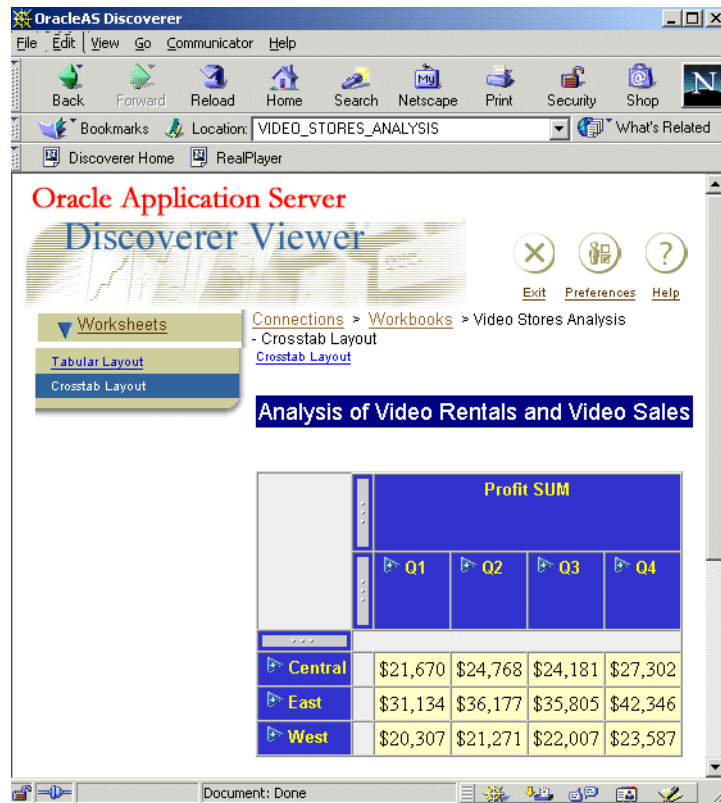 OracleAS Discoverer
File Edit View Go Communicator Help
Back Forward Reload Home Search Netscape Print Security Shop
My
N
Bookmarks Location: VIDEO_STORES_ANALYSIS What's Related
Discoverer Home RealPlayer
Oracle Application Server
Discoverer Viewer
Exit Preferences Help
Worksheets
Tabular Layout
Crosstab Layout
Connections > Workbooks > Video Stores Analysis
- Crosstab Layout
Crosstab Layout
Analysis of Video Rentals and Video Sales
Profit SUM
Q1 Q2 Q3 Q4
Central $21,670 $24,768 $24,181 $27,302
East $31,134 $36,177 $35,805 $42,346
West $20,307 $21,271 $22,007 $23,587
Document: Done